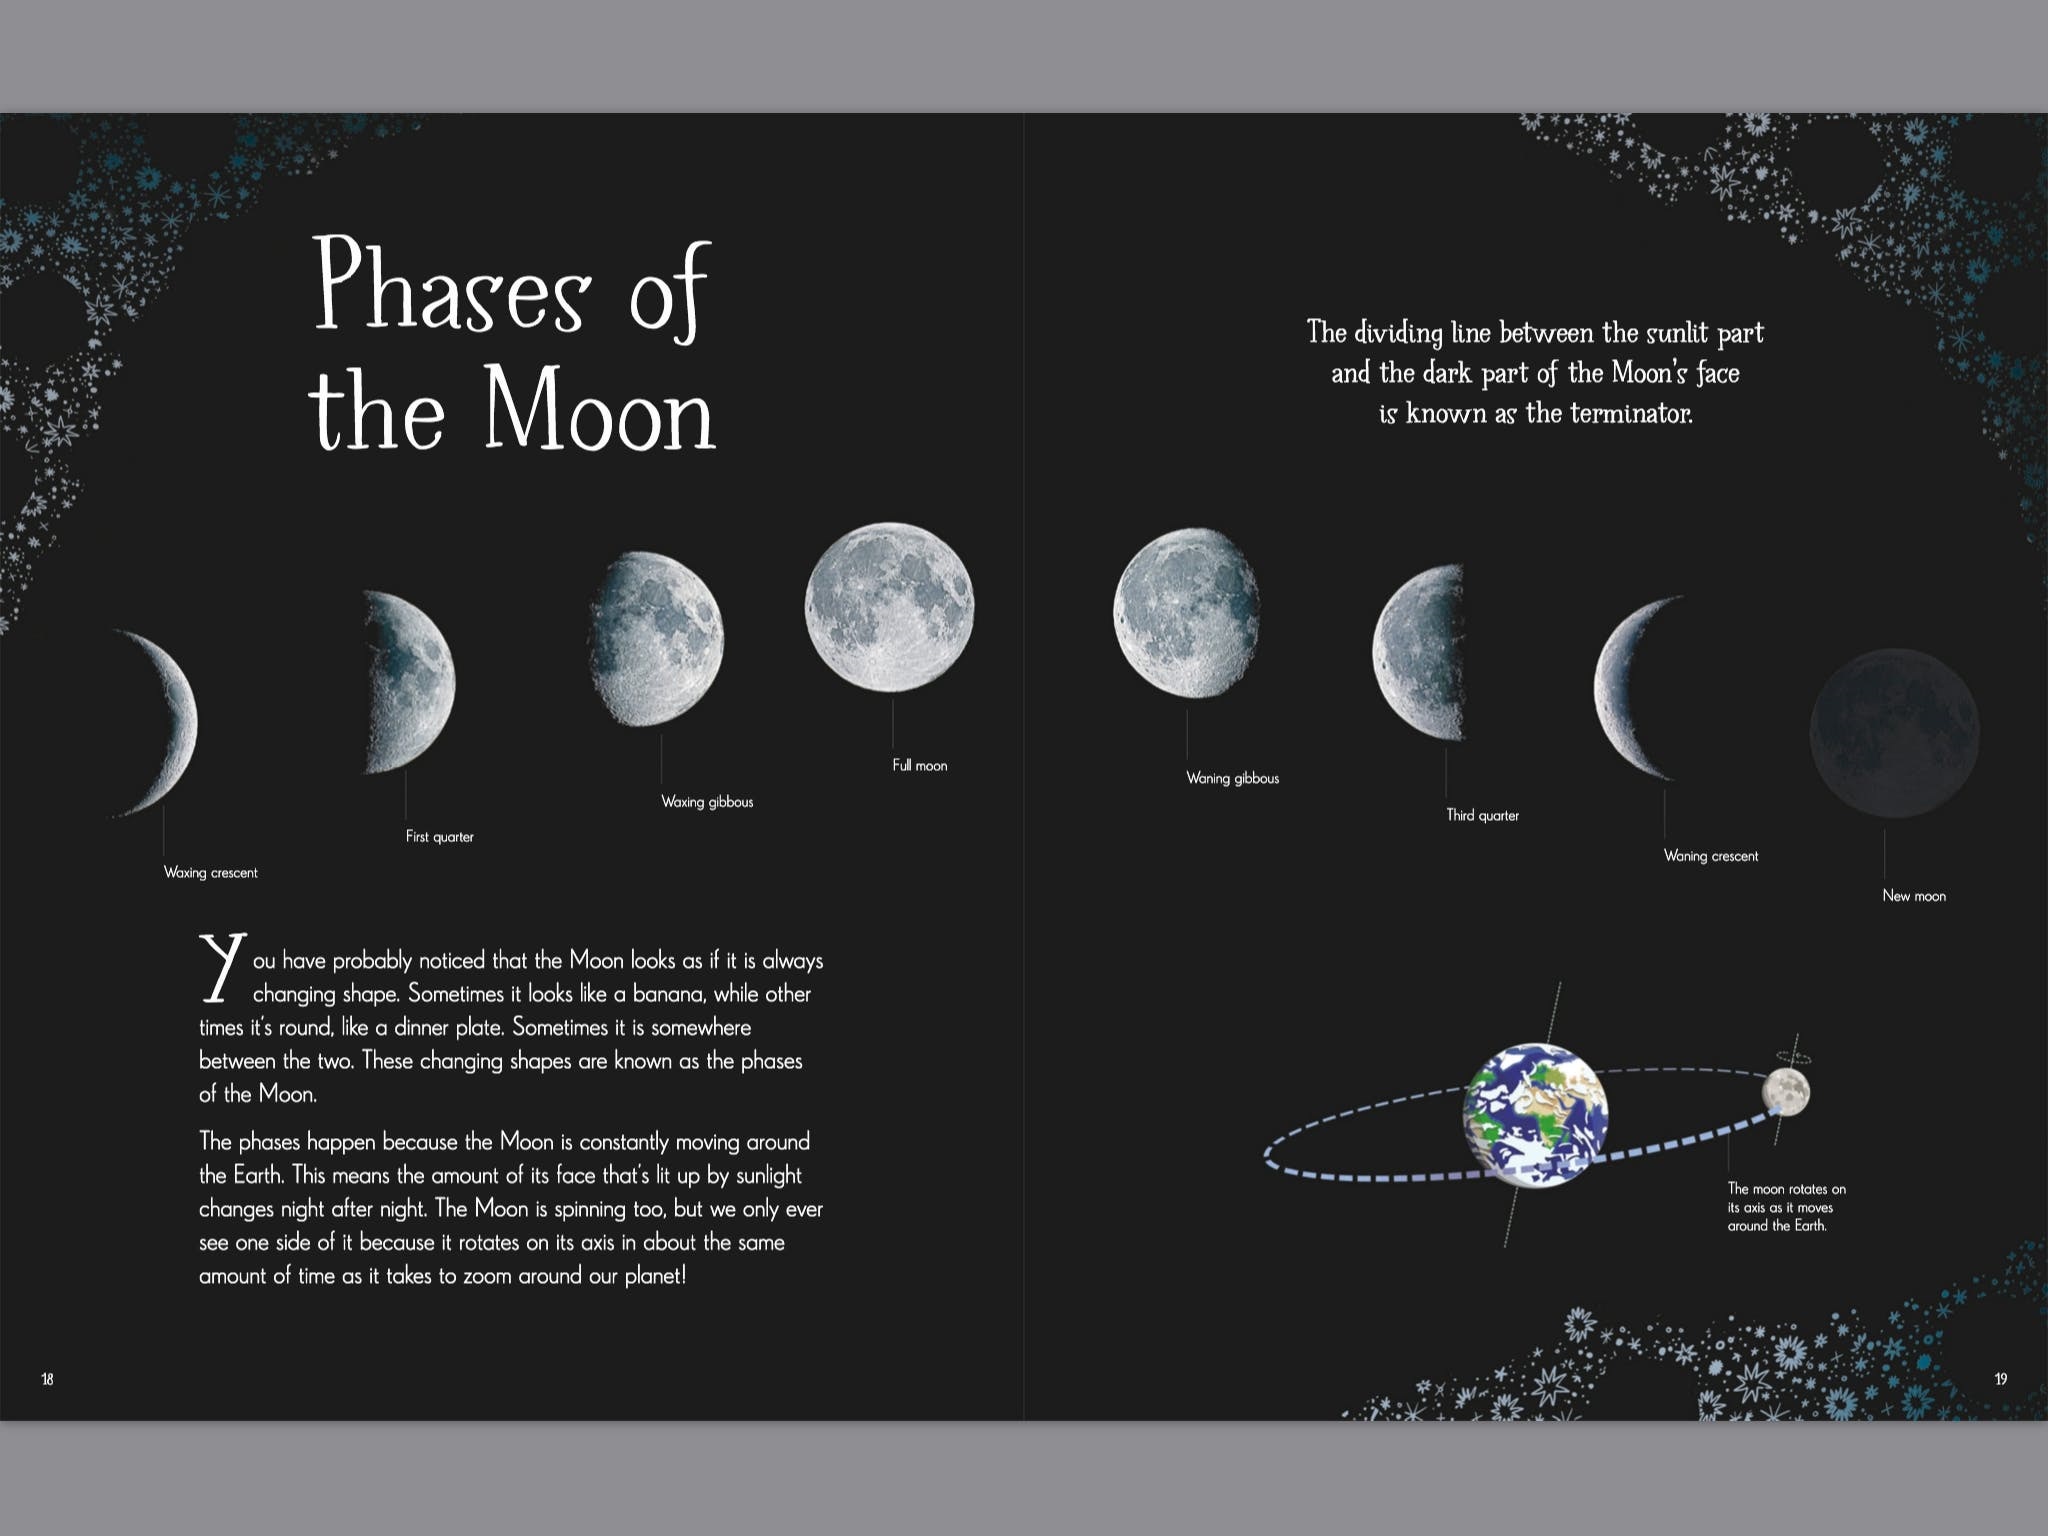 Phases of
the Moon
Waxing crescent
First quarter
Waxing gibbous
Full moon
You have probably noticed that the Moon looks as if it is always
changing shape. Sometimes it looks like a banana, while other
times it's round, like a dinner plate. Sometimes it is somewhere
between the two. These changing shapes are known as the phases
of the Moon.
The phases happen because the Moon is constantly moving around
the Earth. This means the amount of its face that's lit up by sunlight
changes night after night. The Moon is spinning too, but we only ever
see one side of it because it rotates on its axis in about the same
amount of time as it takes to zoom around our planet!
18
The dividing line between the sunlit part
and the dark part of the Moon's face
is known as the terminator.
Waning gibbous
Third quarter
Waning crescent
New moon
The moon rotates on
its axis as it moves
around the Earth.
19